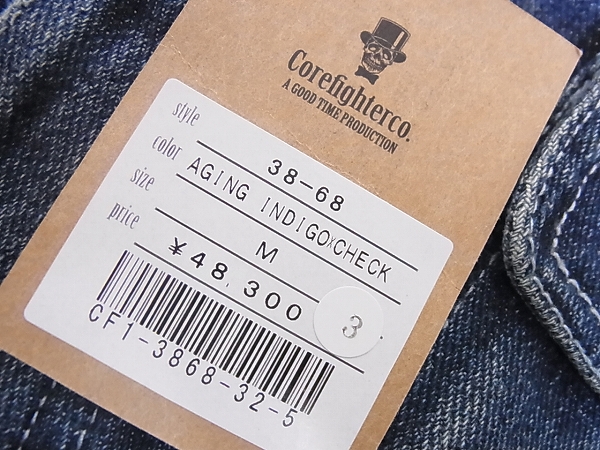 Corefighterco.
A GOOD TIME PRODUCTION
style 38-68
color AGING INDIGO×CHECK
size M
price ¥48,300
3
CF1-3868-32-5